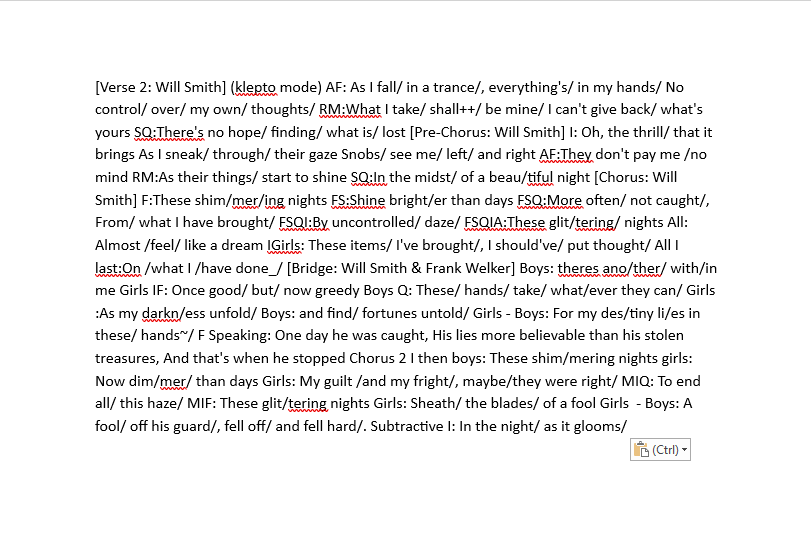 [Verse 2: Will Smith] (klepto mode) AF: As I fall/ in a trance/, everything's/ in my hands/ No
control/ over/ my own/ thoughts/ RM:What I take/ shall++/ be mine/ I can't give back/ what's
yours SQ:There's no hope/ finding/ what is/ lost [Pre-Chorus: Will Smith] I: Oh, the thrill/ that it
brings As I sneak/ through/ their gaze Snobs/ see me/ left/ and right AF:They don't pay me /no
mind RM:As their things/ start to shine SQ:In the midst/ of a beau/tiful night [Chorus: Will
Smith] F:These shim/mer/ing nights FS:Shine bright/er than days FSQ:More often/ not caught/,
From/ what I have brought/ FSQI:By uncontrolled/ daze/ FSQIA:These glit/tering/ nights All:
Almost /feel/ like a dream IGirls: These items/ I've brought/, I should've/ put thought/ All I
last:On /what I /have done_/ [Bridge: Will Smith & Frank Welker] Boys: theres ano/ther/ with/in
me Girls IF: Once good/ but/ now greedy Boys Q: These/ hands/ take/ what/ever they can/ Girls
:As my darkn/ess unfold/ Boys: and find/ fortunes untold/ Girls - Boys: For my des/tiny li/es in
these/ hands~/ F Speaking: One day he was caught, His lies more believable than his stolen
treasures, And that's when he stopped Chorus 2 I then boys: These shim/mering nights girls:
Now dim/mer/ than days Girls: My guilt /and my fright/, maybe/they were right/ MIQ: To end
all/ this haze/ MIF: These glit/tering nights Girls: Sheath/ the blades/ of a fool Girls  - Boys: A
fool/ off his guard/, fell off/ and fell hard/. Subtractive I: In the night/ as it glooms/
(Ctrl)